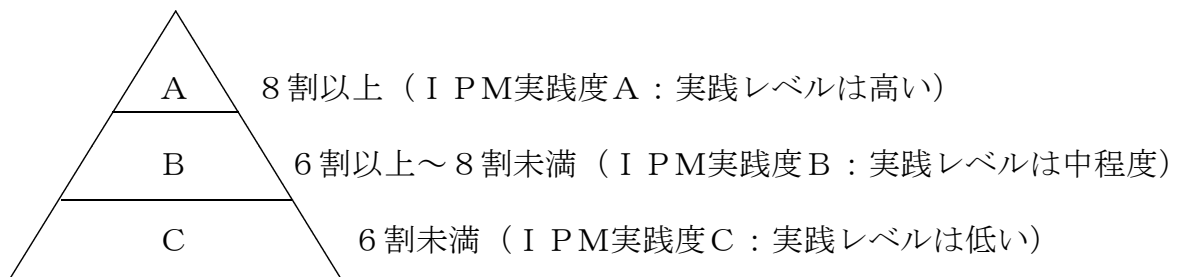 A
8割以上（ＩＰＭ実践度Ａ：実践レベルは高い）
B
6割以上～8割未満（ＩＰＭ実践度Ｂ：実践レベルは中程度）
C
6割未満（ＩＰＭ実践度Ｃ：実践レベルは低い）